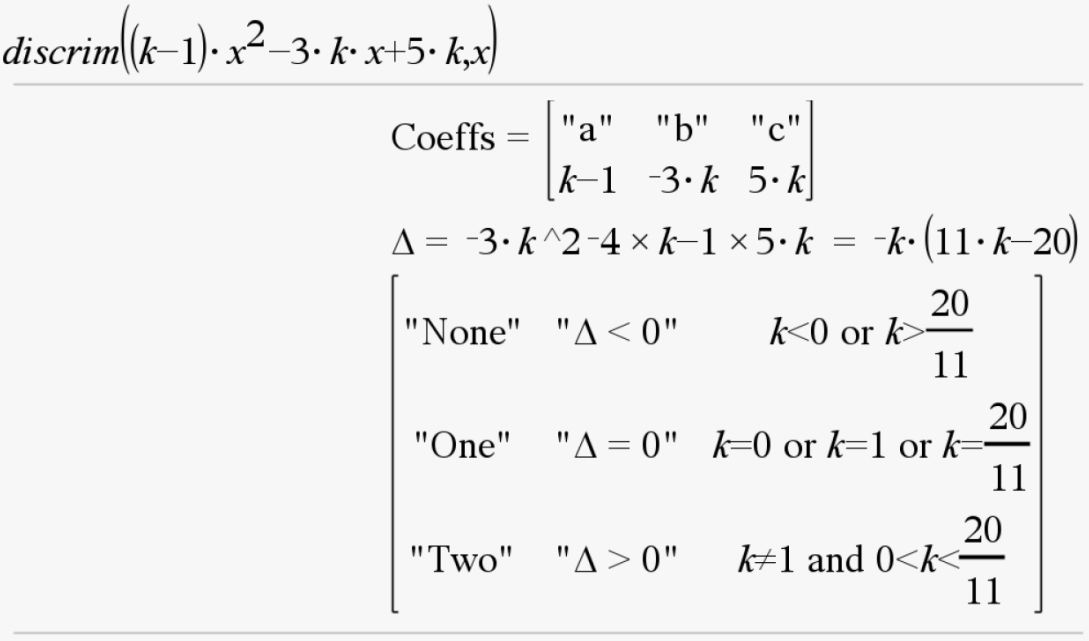 discrim((k−1)·x²−3·k·x+5·k,x)
Coeffs = ["a" "b" "c"
k−1 ⁻3·k 5·k]
Δ = ⁻3·k^2⁻4×k−1×5·k = ⁻k·(11·k−20)
"None" "Δ < 0" k<0 or k>20/11
"One" "Δ = 0" k=0 or k=1 or k=20/11
"Two" "Δ > 0" k≠1 and 0<k<20/11